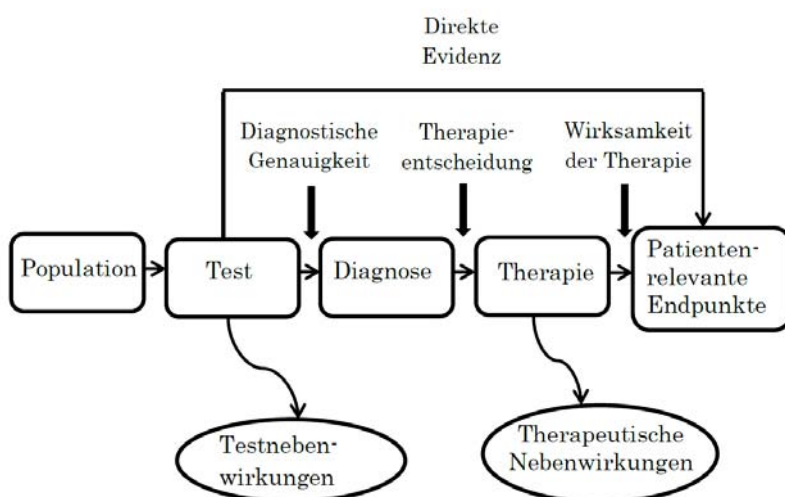 Direkte
Evidenz
Diagnostische
Genauigkeit
Therapie-
entscheidung
Wirksamkeit
der Therapie
Population
Test
Diagnose
Therapie
Patienten-
relevante
Endpunkte
Testneben-
wirkungen
Therapeutische
Nebenwirkungen